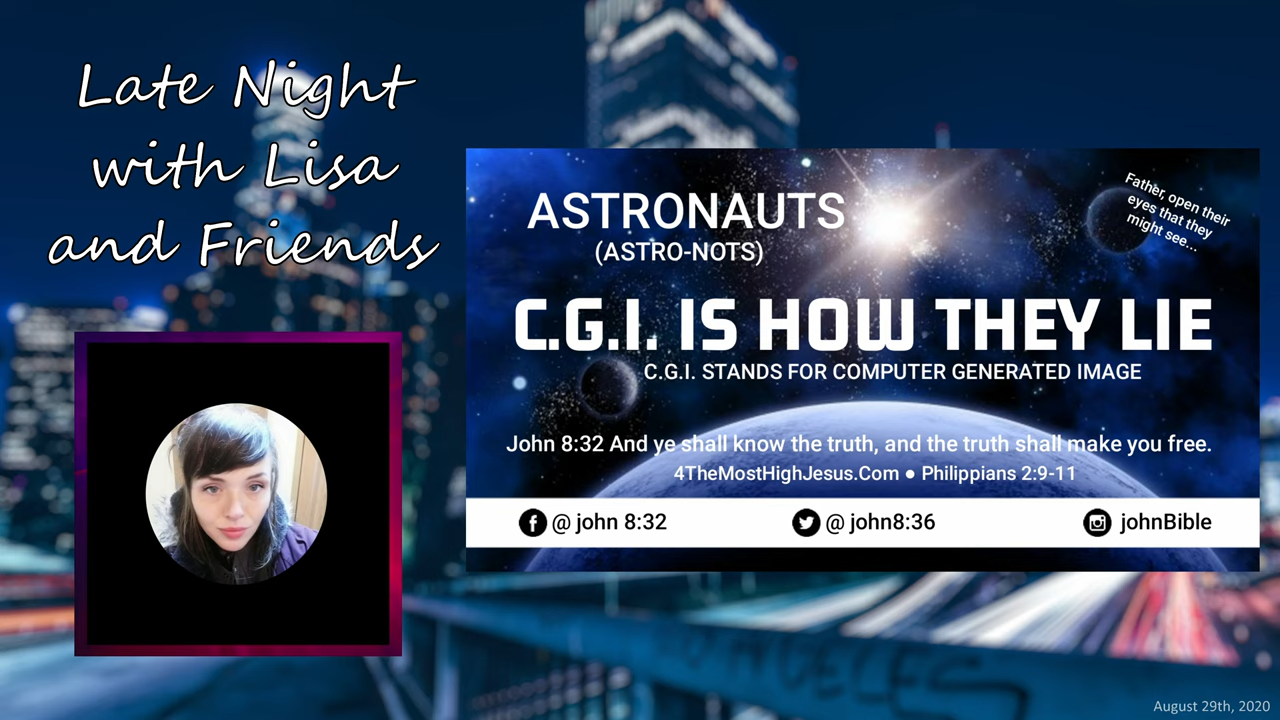 Late Night
with Lisa
and Friends
ASTRONAUTS
(ASTRO-NOTS)
Father, open their
eyes that they
might see...
C.G.I. IS HOW THEY LIE
C.G.I. STANDS FOR COMPUTER GENERATED IMAGE
John 8:32 And ye shall know the truth, and the truth shall make you free.
4TheMostHighJesus.Com ● Philippians 2:9-11
@ john 8:32
@ john8:36
johnBible
August 29th, 2020